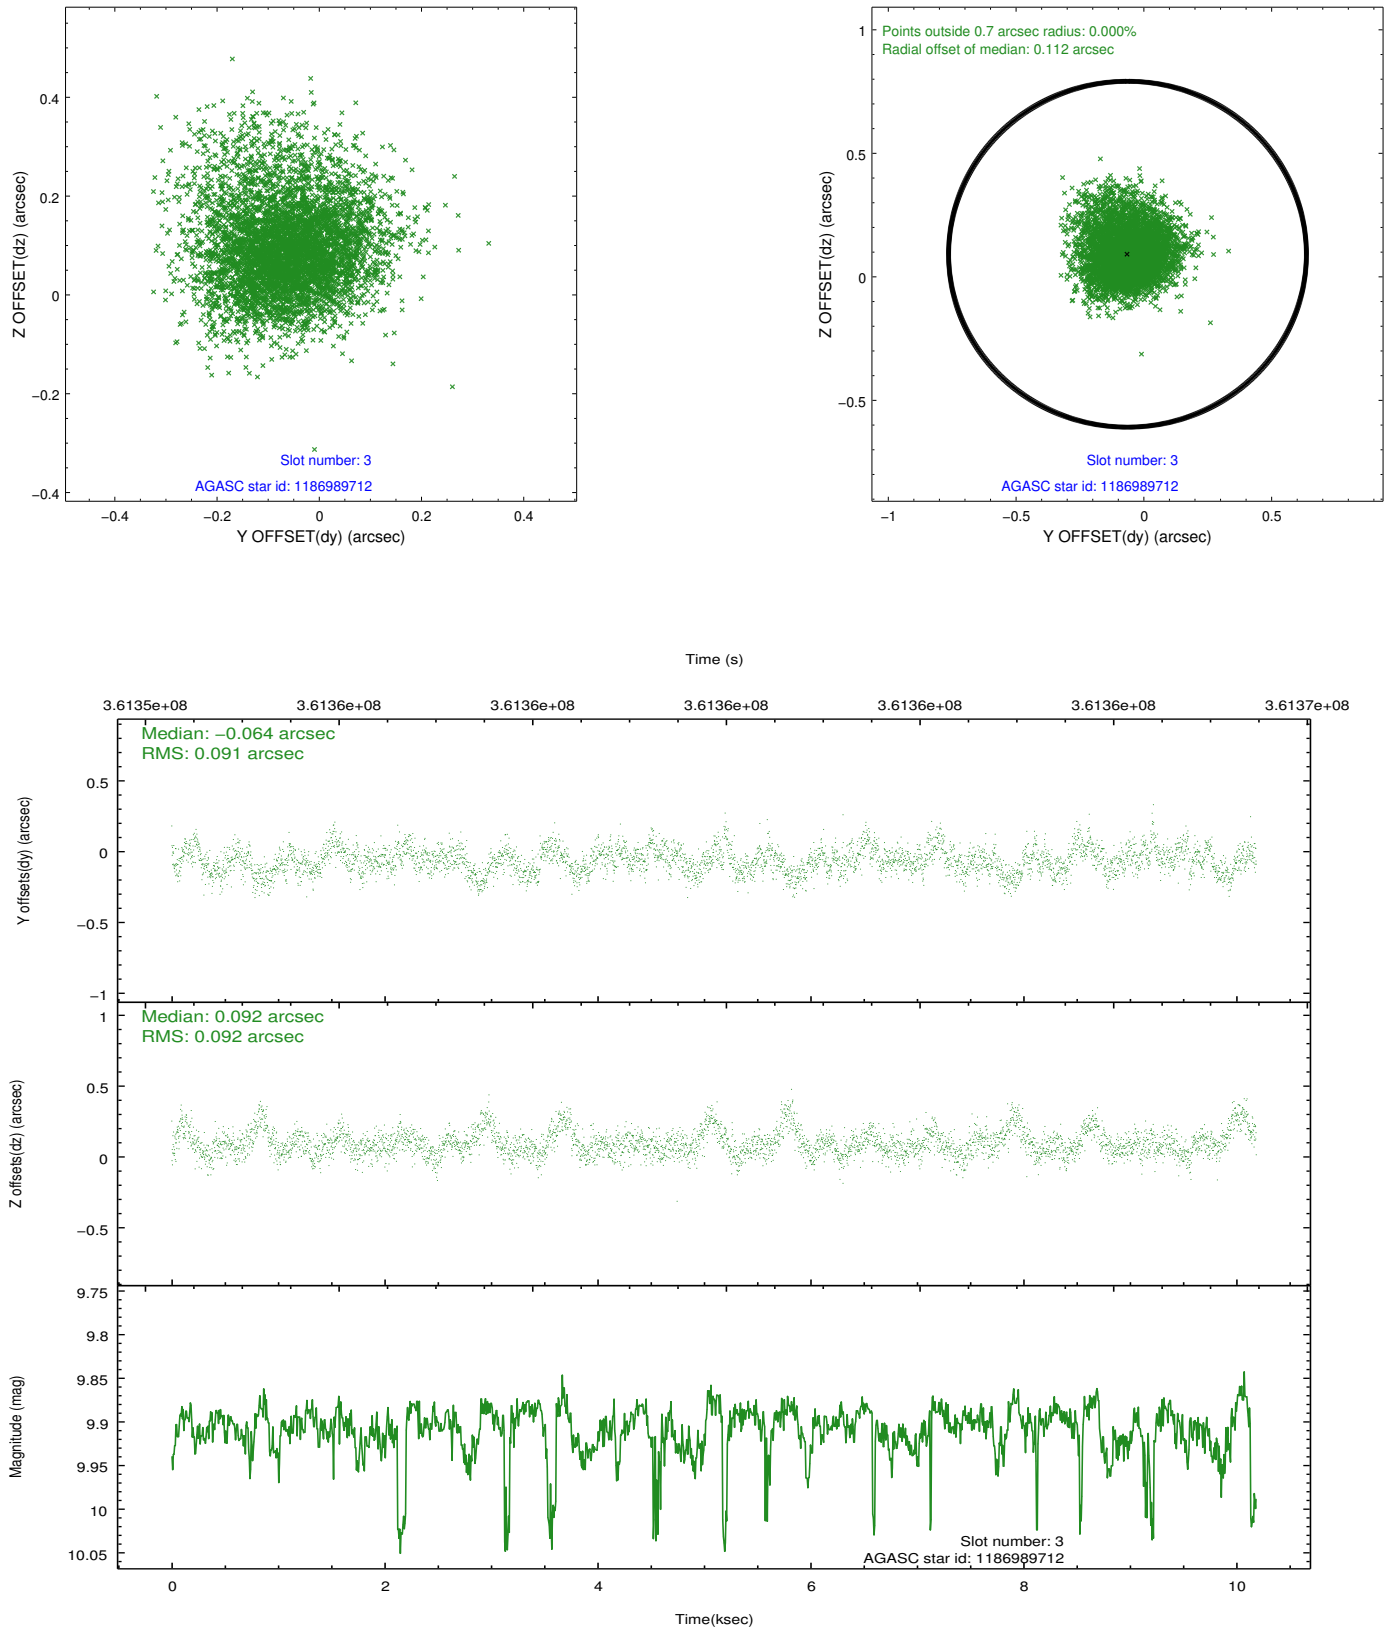 0.4
0.2
0
−0.2
−0.4
Z OFFSET(dz) (arcsec)
Slot number: 3
AGASC star id: 1186989712
−0.4 −0.2 0 0.2 0.4
Y OFFSET(dy) (arcsec)
Points outside 0.7 arcsec radius: 0.000%
Radial offset of median: 0.112 arcsec
1
0.5
0
−0.5
Z OFFSET(dz) (arcsec)
Slot number: 3
AGASC star id: 1186989712
−1 −0.5 0 0.5
Y OFFSET(dy) (arcsec)
Time (s)
3.6135e+08 3.6136e+08 3.6136e+08 3.6136e+08 3.6136e+08 3.6136e+08 3.6137e+08
Median: −0.064 arcsec
RMS: 0.091 arcsec
0.5
0
−0.5
−1
Y offsets(dy) (arcsec)
Median: 0.092 arcsec
RMS: 0.092 arcsec
1
0.5
0
−0.5
Z offsets(dz) (arcsec)
9.75
9.8
9.85
9.9
9.95
10
10.05
Magnitude (mag)
Slot number: 3
AGASC star id: 1186989712
0 2 4 6 8 10
Time(ksec)